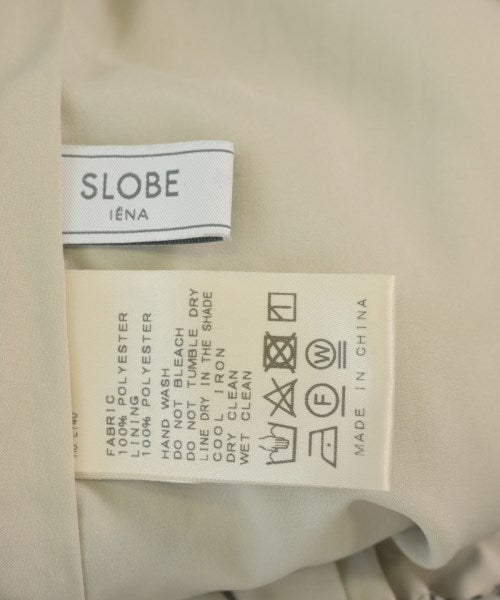 SLOBE
IÉNA
FABRIC
100% POLYESTER
LINING
100% POLYESTER
HAND WASH
DO NOT BLEACH
DO NOT TUMBLE DRY
LINE DRY IN THE SHADE
COOL IRON
DRY CLEAN
WET CLEAN
F
W
MADE IN CHINA